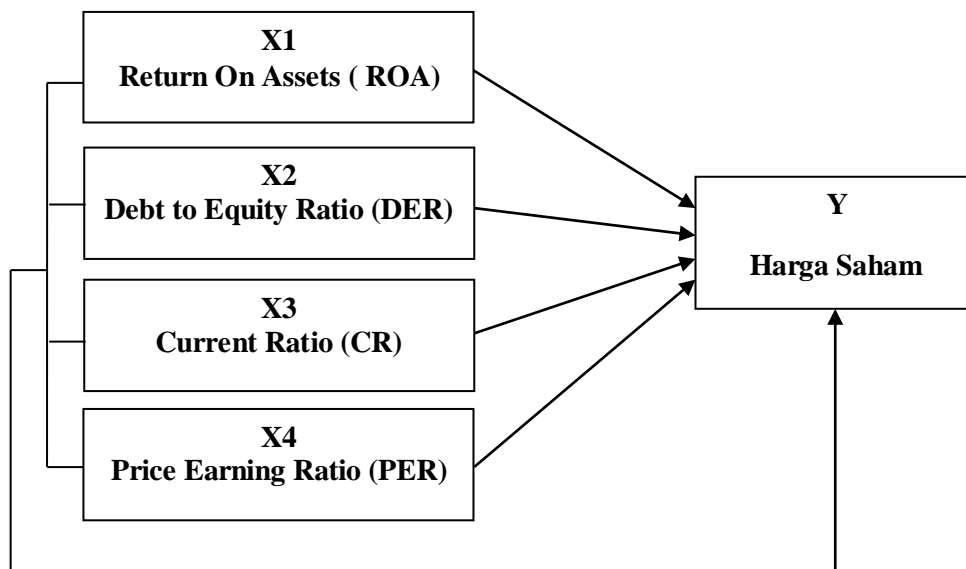 X1
Return On Assets ( ROA)
X2
Debt to Equity Ratio (DER)
X3
Current Ratio (CR)
X4
Price Earning Ratio (PER)
Y
Harga Saham